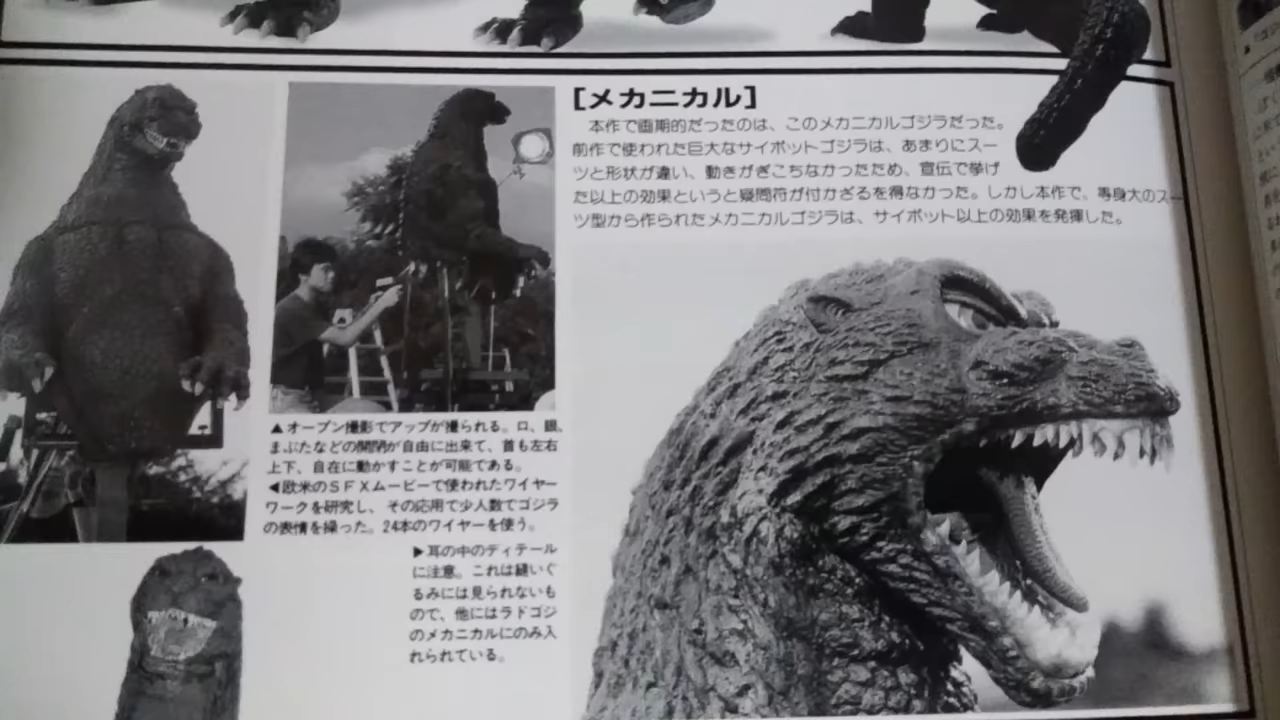 [メカニカル]
本作で画期的だったのは、このメカニカルゴジラだった。
前作で使われた巨大なサイボットゴジラは、あまりにスー
ツと形状が違い、動きがぎこちなかったため、宣伝で挙げ
た以上の効果というと疑問符が付かざるを得なかった。しかし本作で、等身大のスー
ツ型から作られたメカニカルゴジラは、サイボット以上の効果を発揮した。
▲オープン撮影でアップが撮られる。口、眼、
まぶたなどの開閉が自由に出来て、首も左右
上下、自在に動かすことが可能である。
◀欧米のSFXムービーで使われたワイヤー
ワークを研究し、その応用で少人数でゴジラ
の表情を操った。24本のワイヤーを使う。
▶耳の中のディテール
に注意。これは縫いぐ
るみには見られないも
ので、他にはラドゴジ
のメカニカルにのみ入
れられている。